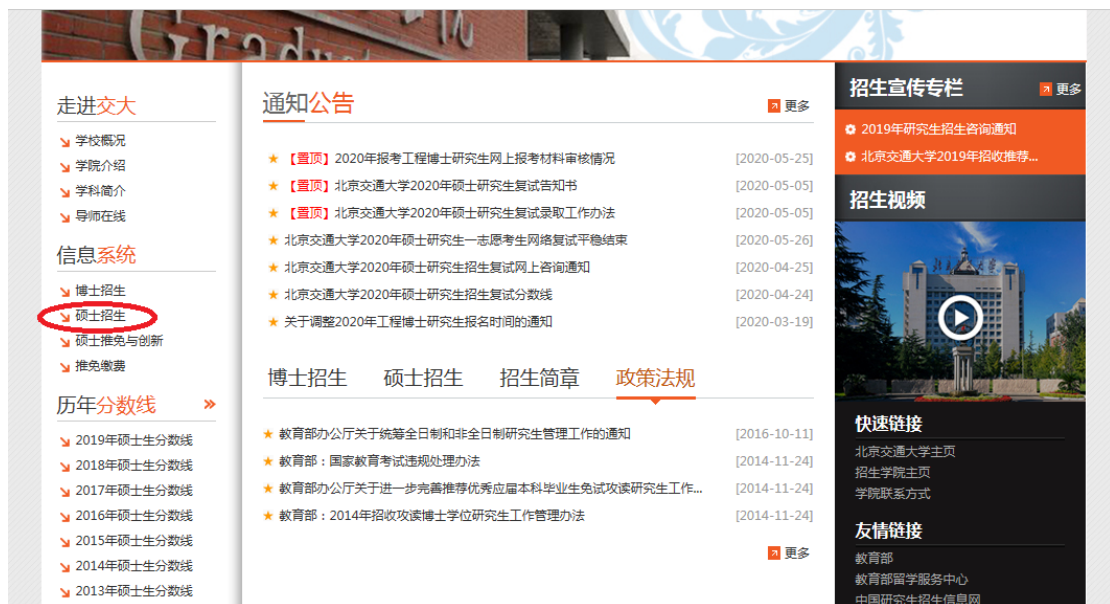 走进交大
学校概况
学院介绍
学科简介
导师在线
信息系统
博士招生
硕士招生
硕士推免与创新
推免缴费
历年分数线
2019年硕士生分数线
2018年硕士生分数线
2017年硕士生分数线
2016年硕士生分数线
2015年硕士生分数线
2014年硕士生分数线
2013年硕士生分数线
通知公告
更多
【置顶】2020年报考工程博士研究生网上报考材料审核情况 [2020-05-25]
【置顶】北京交通大学2020年硕士研究生复试告知书 [2020-05-05]
【置顶】北京交通大学2020年硕士研究生复试录取工作办法 [2020-05-05]
北京交通大学2020年硕士研究生一志愿考生网络复试平稳结束 [2020-05-26]
北京交通大学2020年硕士研究生招生复试网上咨询通知 [2020-04-25]
北京交通大学2020年硕士研究生招生复试分数线 [2020-04-24]
关于调整2020年工程博士研究生报名时间的通知 [2020-03-19]
博士招生 硕士招生 招生简章 政策法规
教育部办公厅关于统筹全日制和非全日制研究生管理工作的通知 [2016-10-11]
教育部：国家教育考试违规处理办法 [2014-11-24]
教育部办公厅关于进一步完善推荐优秀应届本科毕业生免试攻读研究生工作... [2014-11-24]
教育部：2014年招收攻读博士学位研究生工作管理办法 [2014-11-24]
更多
招生宣传专栏
更多
2019年研究生招生咨询通知
北京交通大学2019年招收推荐...
招生视频
快速链接
北京交通大学主页
招生学院主页
学院联系方式
友情链接
教育部
教育部留学服务中心
中国研究生招生信息网